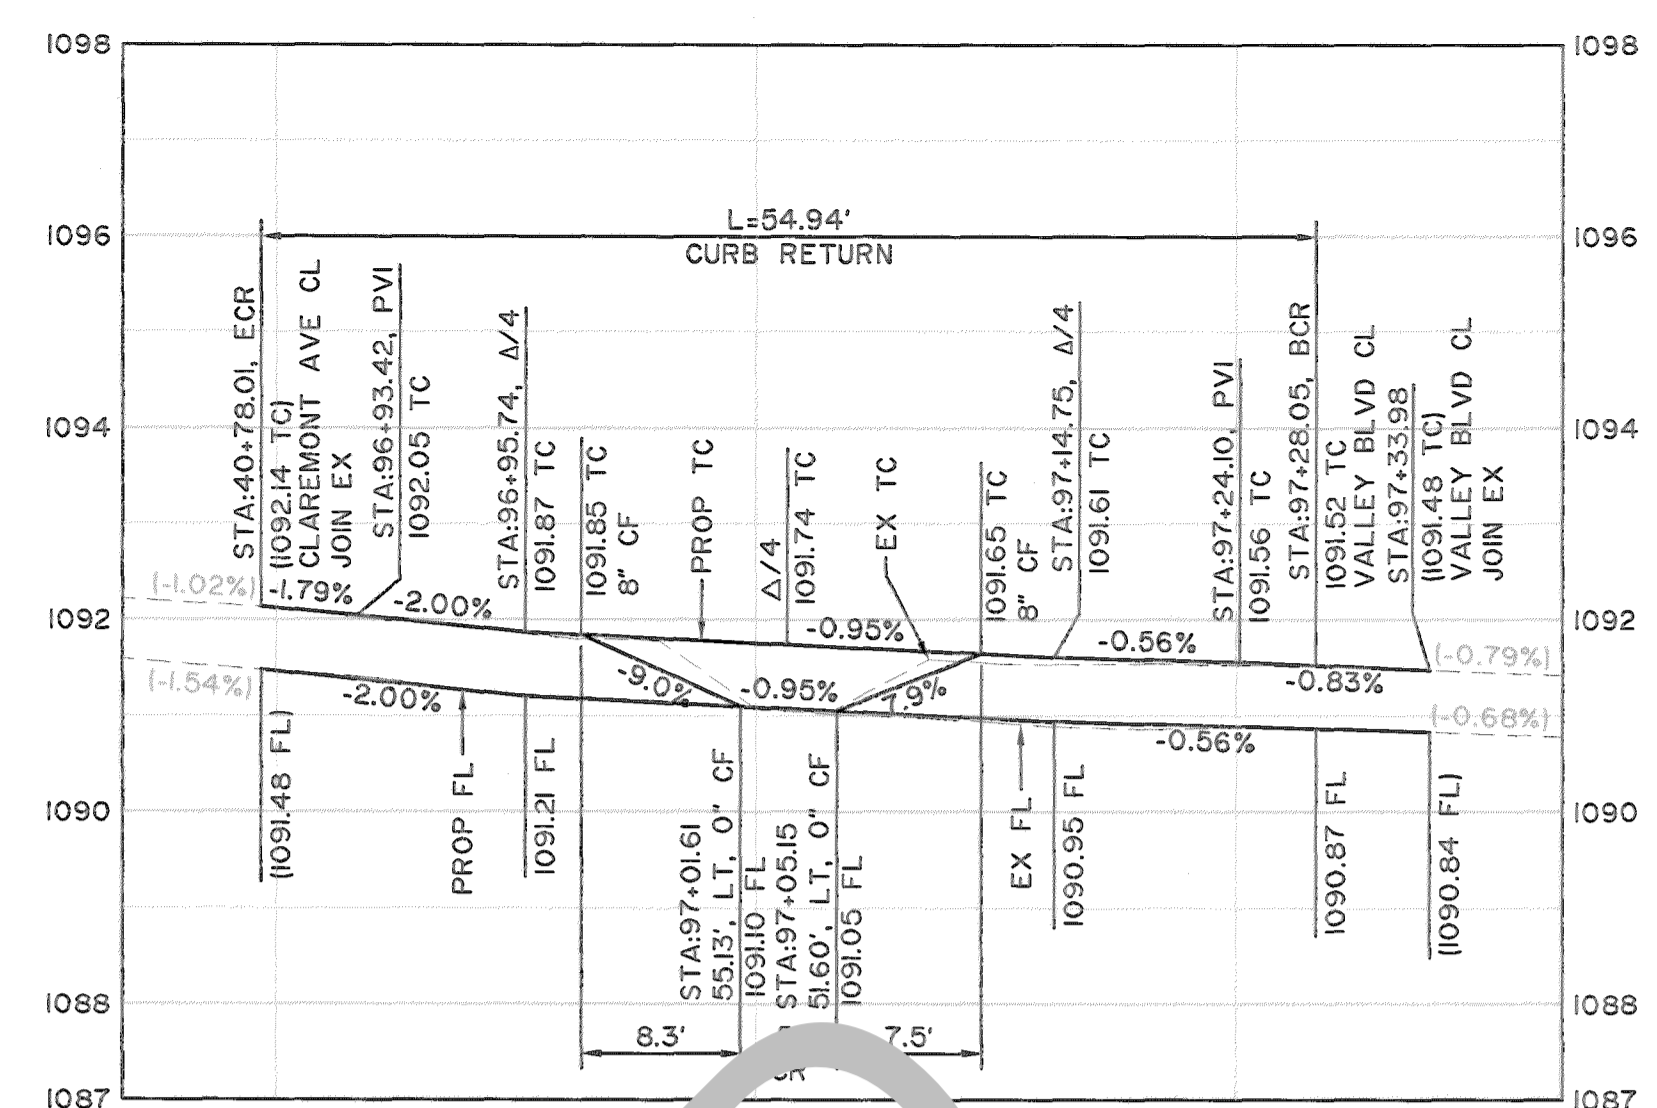 1098
1098
L=54.94'
CURB RETURN
1096
1096
STA:40+78.01, ECR
(1092.14 TC)
CLAREMONT AVE CL
JOIN EX
STA:96+93.42, PVI
1092.05 TC
STA:96+95.74, Δ/4
1091.87 TC
1091.85 TC
8" CF
PROP TC
Δ/4
1091.74 TC
EX TC
1091.65 TC
8" CF
STA:97+14.75, Δ/4
1091.61 TC
STA:97+24.10, PVI
1091.56 TC
STA:97+28.05, BCR
1091.52 TC
VALLEY BLVD CL
STA:97+33.98
(1091.48 TC)
VALLEY BLVD CL
JOIN EX
1094
1094
(-1.02%)
-1.79%
-2.00%
1092
1092
-0.95%
-0.56%
(-0.79%)
(-1.54%)
-2.00%
-9.0%
-0.95%
7.9%
-0.83%
(-0.68%)
-0.56%
(1091.48 FL)
PROP FL
1091.21 FL
STA:97+01.61
55.13', LT, 0" CF
1091.10 FL
STA:97+05.15
51.60', LT, 0" CF
1091.05 FL
EX FL
1090.95 FL
1090.87 FL
(1090.84 FL)
1090
1090
1088
1088
8.3'
7.5'
1087
1087